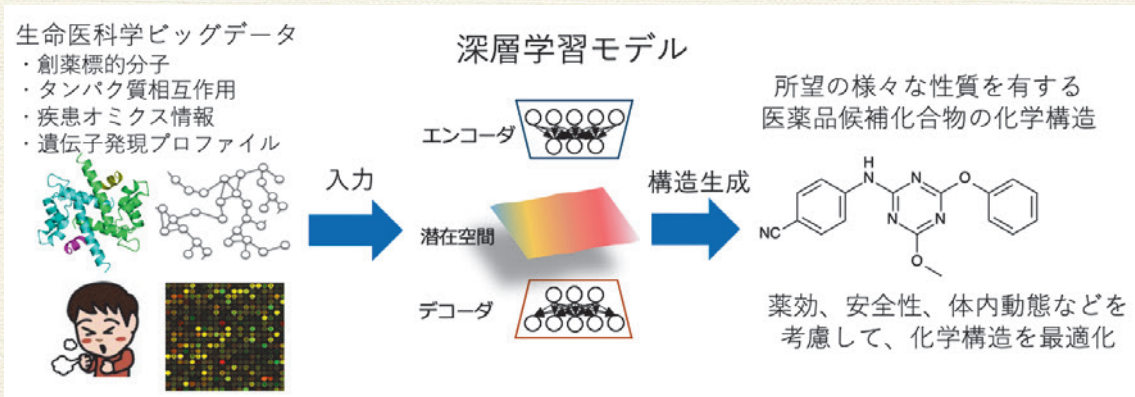 生命医科学ビッグデータ
・創薬標的分子
・タンパク質相互作用
・疾患オミクス情報
・遺伝子発現プロファイル
入力
深層学習モデル
エンコーダ
潜在空間
デコーダ
構造生成
所望の様々な性質を有する
医薬品候補化合物の化学構造
H
N
N
O
N
N
NC
O
薬効、安全性、体内動態などを
考慮して、化学構造を最適化